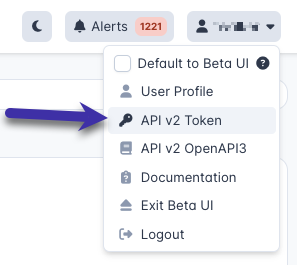 Alerts 1221
Default to Beta UI ?
User Profile
API v2 Token
API v2 OpenAPI3
Documentation
Exit Beta UI
Logout